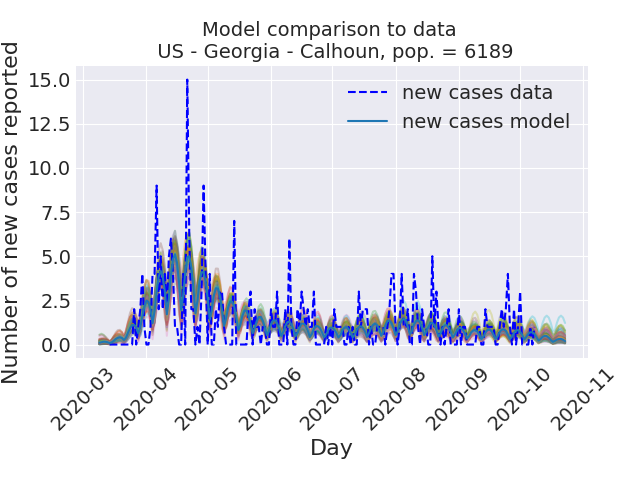 Model comparison to data
US - Georgia - Calhoun, pop. = 6189
Number of new cases reported
15.0
12.5
10.0
7.5
5.0
2.5
0.0
new cases data
new cases model
2020-03
2020-04
2020-05
2020-06
2020-07
2020-08
2020-09
2020-10
2020-11
Day